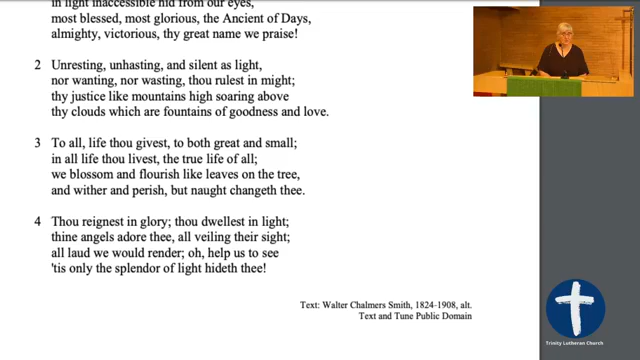 in light inaccessible hid from our eyes,
most blessed, most glorious, the Ancient of Days,
almighty, victorious, thy great name we praise!
2 Unresting, unhasting, and silent as light,
nor wanting, nor wasting, thou rulest in might;
thy justice like mountains high soaring above
thy clouds which are fountains of goodness and love.
3 To all, life thou givest, to both great and small;
in all life thou livest, the true life of all;
we blossom and flourish like leaves on the tree,
and wither and perish, but naught changeth thee.
4 Thou reignest in glory; thou dwellest in light;
thine angels adore thee, all veiling their sight;
all laud we would render; oh, help us to see
'tis only the splendor of light hideth thee!
Text: Walter Chalmers Smith, 1824-1908, alt.
Text and Tune Public Domain
Trinity Lutheran Church